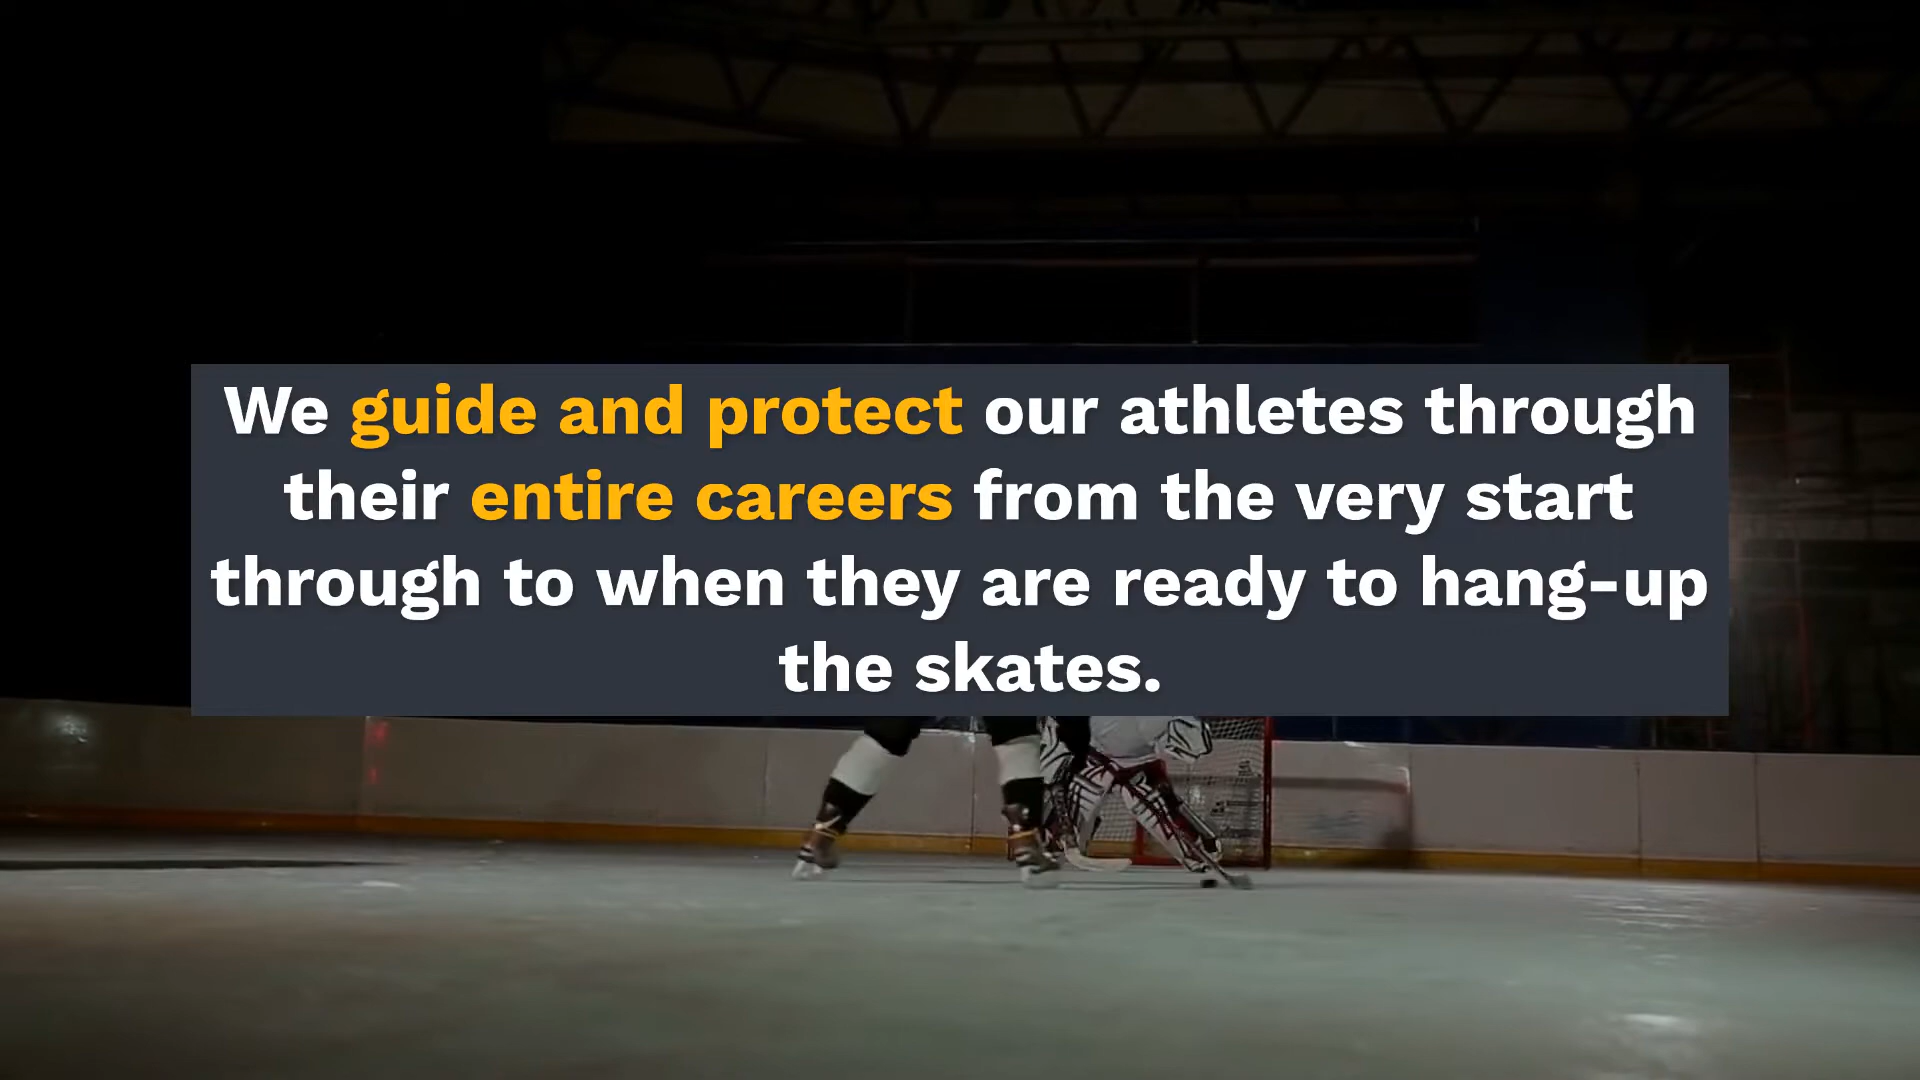 We guide and protect our athletes through
their entire careers from the very start
through to when they are ready to hang-up
the skates.